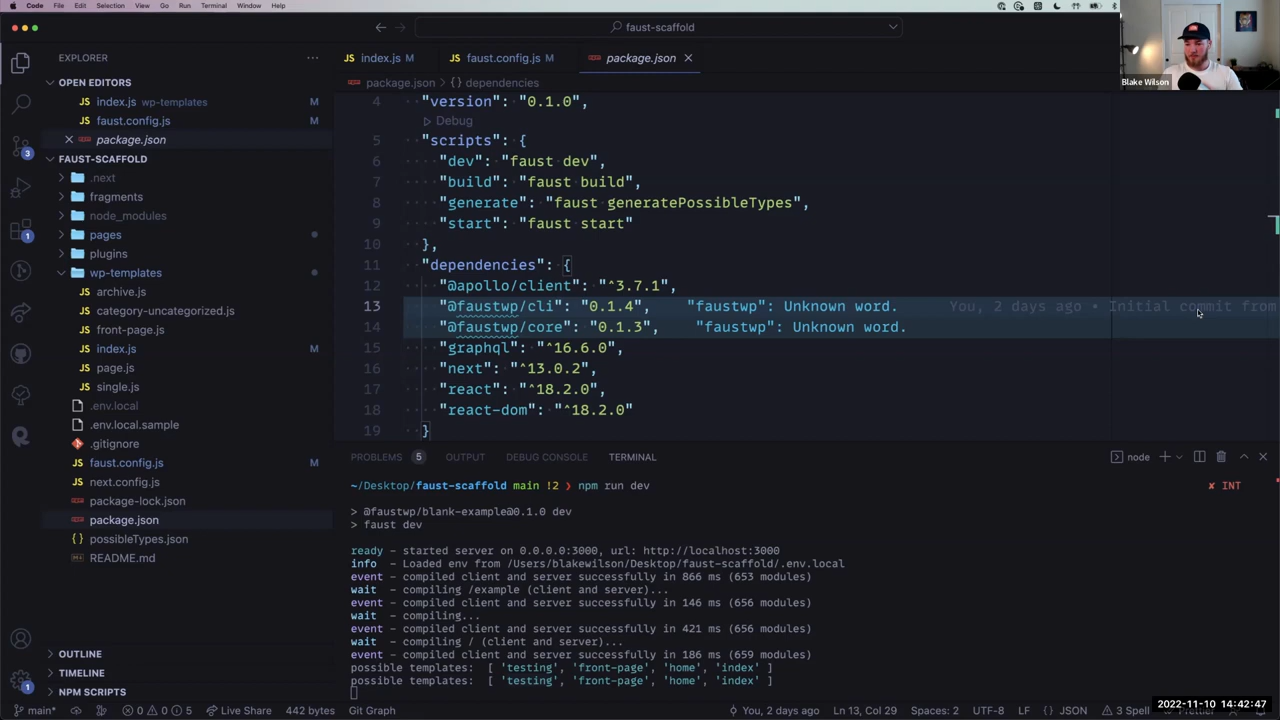 Code File Edit Selection View Go Run Terminal Window Help
faust-scaffold
Blake Wilson
EXPLORER
OPEN EDITORS
index.js wp-templates M
faust.config.js M
package.json
FAUST-SCAFFOLD
.next
fragments
node_modules
pages
plugins
wp-templates
archive.js
category-uncategorized.js
front-page.js
index.js M
page.js
single.js
.env.local
.env.local.sample
.gitignore
faust.config.js M
next.config.js
package-lock.json
package.json
possibleTypes.json
README.md
OUTLINE
TIMELINE
NPM SCRIPTS
3
1
1
index.js M faust.config.js M package.json
package.json > {} dependencies
4 "version": "0.1.0",
Debug
5 "scripts": {
6 "dev": "faust dev",
7 "build": "faust build",
8 "generate": "faust generatePossibleTypes",
9 "start": "faust start"
10 },
11 "dependencies": {
12 "@apollo/client": "^3.7.1",
13 "@faustwp/cli": "0.1.4", "faustwp": Unknown word. You, 2 days ago • Initial commit from
14 "@faustwp/core": "0.1.3", "faustwp": Unknown word.
15 "graphql": "^16.6.0",
16 "next": "^13.0.2",
17 "react": "^18.2.0",
18 "react-dom": "^18.2.0"
19 }
PROBLEMS 5 OUTPUT DEBUG CONSOLE TERMINAL node
~/Desktop/faust-scaffold main !2 ❯ npm run dev ✘ INT
> @faustwp/blank-example@0.1.0 dev
> faust dev
ready - started server on 0.0.0.0:3000, url: http://localhost:3000
info - Loaded env from /Users/blakewilson/Desktop/faust-scaffold/.env.local
event - compiled client and server successfully in 866 ms (653 modules)
wait - compiling /example (client and server)...
event - compiled client and server successfully in 146 ms (656 modules)
wait - compiling...
event - compiled client and server successfully in 421 ms (656 modules)
wait - compiling / (client and server)...
event - compiled client and server successfully in 186 ms (659 modules)
possible templates: [ 'testing', 'front-page', 'home', 'index' ]
possible templates: [ 'testing', 'front-page', 'home', 'index' ]
main* 0 0 5 Live Share 442 bytes Git Graph You, 2 days ago Ln 13, Col 29 Spaces: 2 UTF-8 LF {} JSON 3 Spell Prettier
2022-11-10 14:42:47